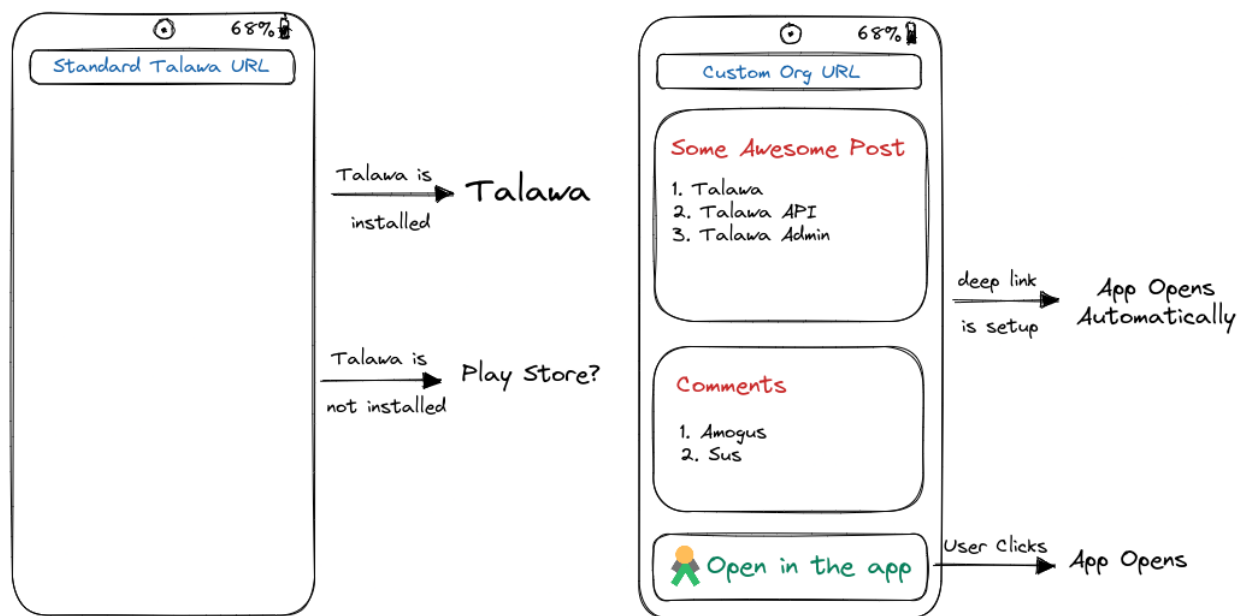 68%
Standard Talawa URL
Talawa is
installed
Talawa
Talawa is
not installed
Play Store?
68%
Custom Org URL
Some Awesome Post
1. Talawa
2. Talawa API
3. Talawa Admin
deep link
is setup
App Opens
Automatically
Comments
1. Amogus
2. Sus
Open in the app
User Clicks
App Opens